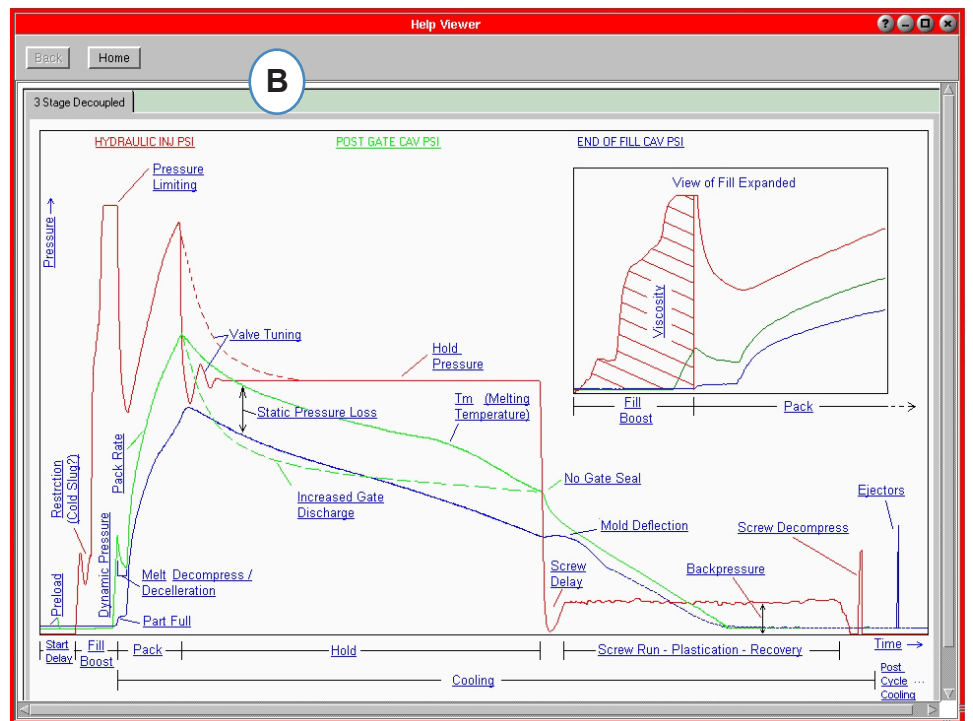 Help Viewer
Back
Home
B
3 Stage Decoupled
HYDRAULIC INJ PSI
POST GATE CAV PSI
END OF FILL CAV PSI
Pressure
Limiting
View of Fill Expanded
Pressure
Viscosity
Valve Tuning
Hold
Pressure
Fill
Boost
Pack
Static Pressure Loss
Tm (Melting
Temperature)
Pack Rate
Restrction
(Cold Slug?)
Increased Gate
Discharge
No Gate Seal
Ejectors
Mold Deflection
Screw Decompress
Dynamic Pressure
Preload
Melt Decompress /
Decelleration
Screw
Delay
Backpressure
Part Full
Start
Delay
Fill
Boost
Pack
Hold
Screw Run - Plastication - Recovery
Time
Cooling
Post
Cycle ...
Cooling